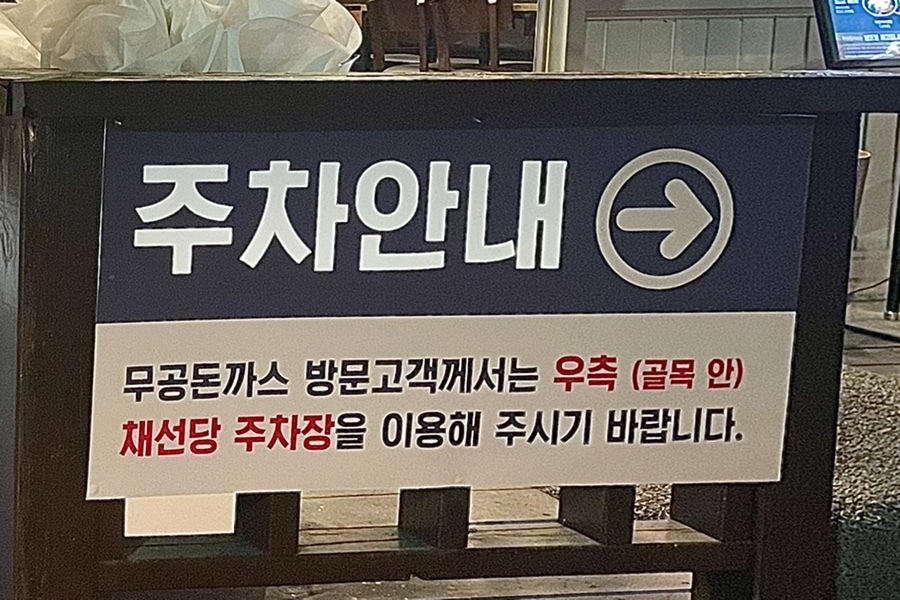 주차안내
무공돈까스 방문고객께서는 우측 (골목 안)
채선당 주차장을 이용해 주시기 바랍니다.